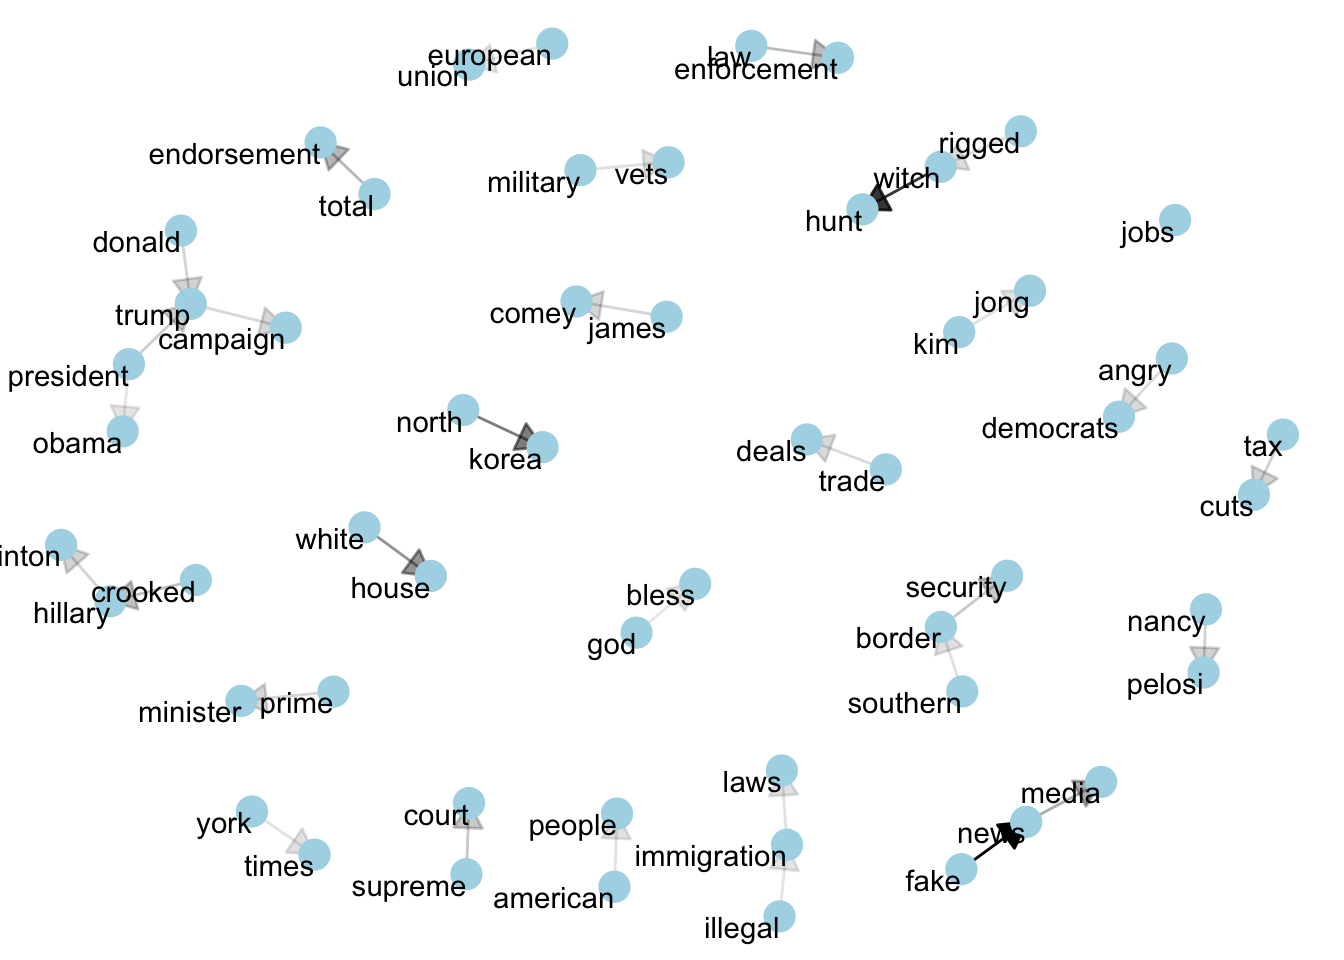 european
union
law
enforcement
endorsement
total
military
vets
rigged
witch
hunt
jobs
donald
trump
campaign
president
obama
comey
james
jong
kim
angry
democrats
north
korea
deals
trade
tax
cuts
inton
hillary
crooked
white
house
bless
god
security
border
southern
nancy
pelosi
minister
prime
york
times
court
supreme
people
american
laws
immigration
illegal
media
news
fake